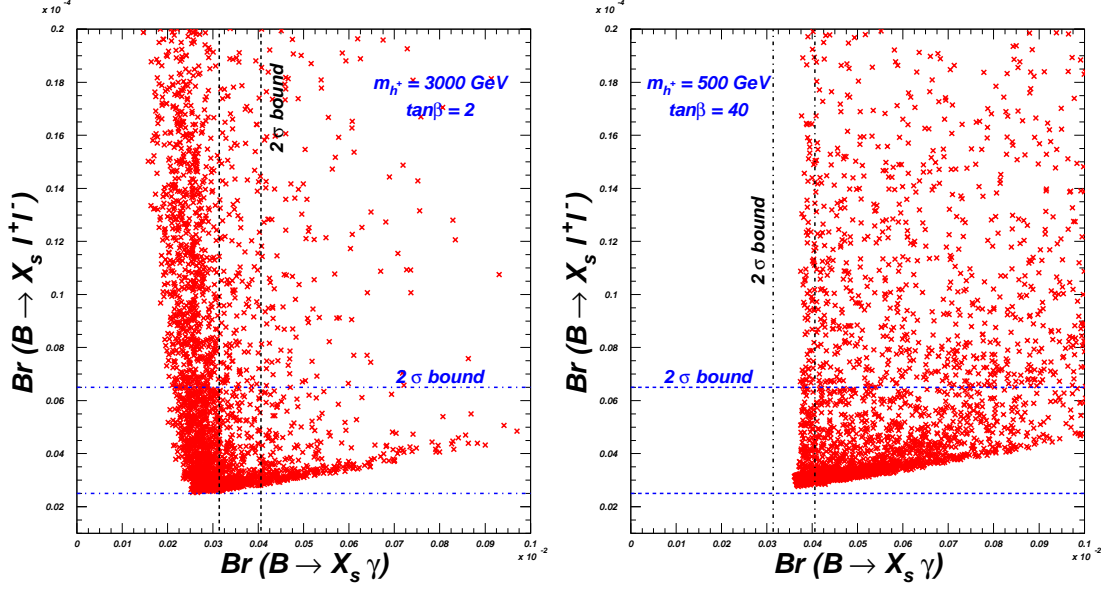 x 10⁻⁴
0.2
0.18
0.16
0.14
0.12
0.1
0.08
0.06
0.04
0.02
Br (B → X_s l⁺l⁻)
2 σ bound
m_h⁺ = 3000 GeV
tanβ = 2
2 σ bound
0 0.01 0.02 0.03 0.04 0.05 0.06 0.07 0.08 0.09 0.1
x 10⁻²
Br (B → X_s γ)
x 10⁻⁴
0.2
0.18
0.16
0.14
0.12
0.1
0.08
0.06
0.04
0.02
Br (B → X_s l⁺l⁻)
m_h⁺ = 500 GeV
tanβ = 40
2 σ bound
2 σ bound
0 0.01 0.02 0.03 0.04 0.05 0.06 0.07 0.08 0.09 0.1
x 10⁻²
Br (B → X_s γ)